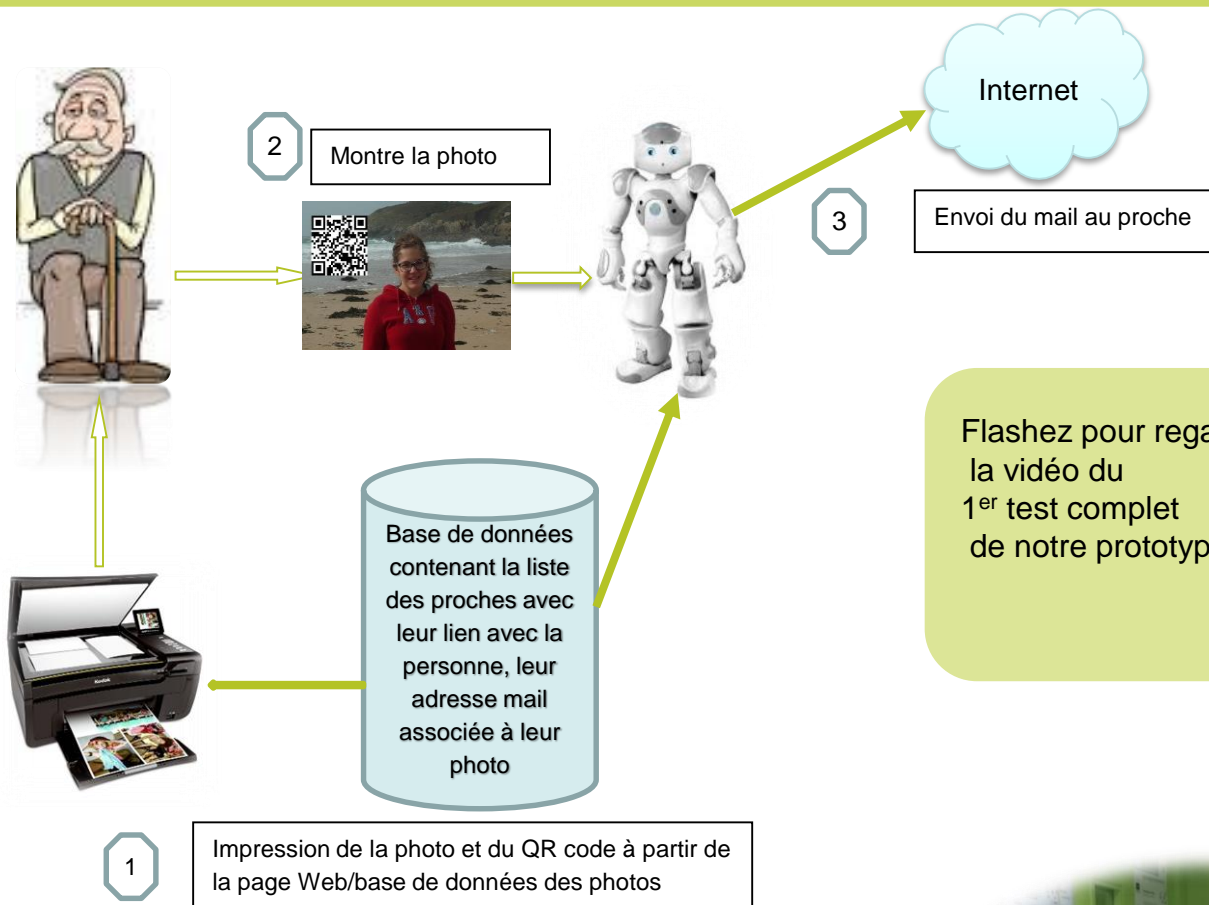 Internet
2
Montre la photo
3
Envoi du mail au proche
Flashez pour rega
la vidéo du
1er test complet
de notre prototyp
Base de données
contenant la liste
des proches avec
leur lien avec la
personne, leur
adresse mail
associée à leur
photo
Kodak
1
Impression de la photo et du QR code à partir de
la page Web/base de données des photos